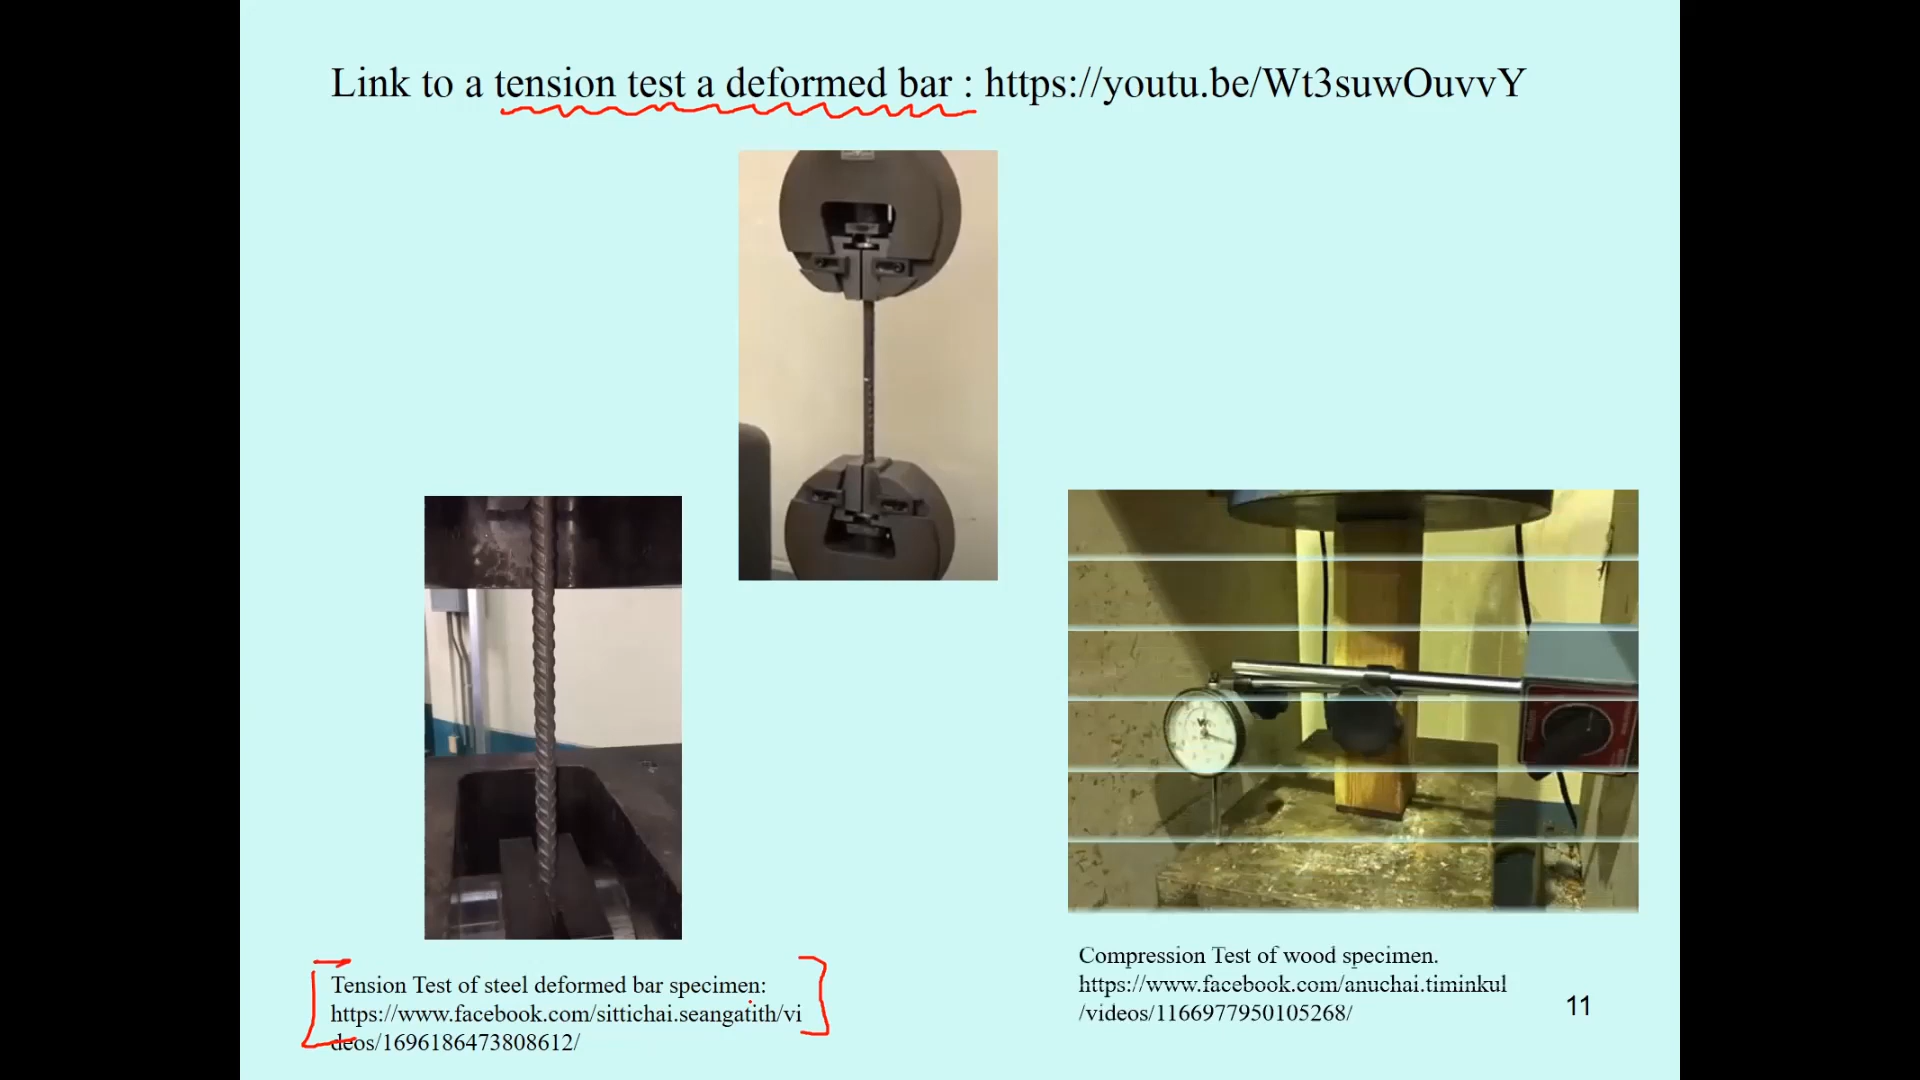 Link to a tension test a deformed bar : https://youtu.be/Wt3suwOuvvY
Tension Test of steel deformed bar specimen:
https://www.facebook.com/sittichai.seangatith/vi
deos/1696186473808612/
Compression Test of wood specimen.
https://www.facebook.com/anuchai.timinkul
/videos/1166977950105268/
11